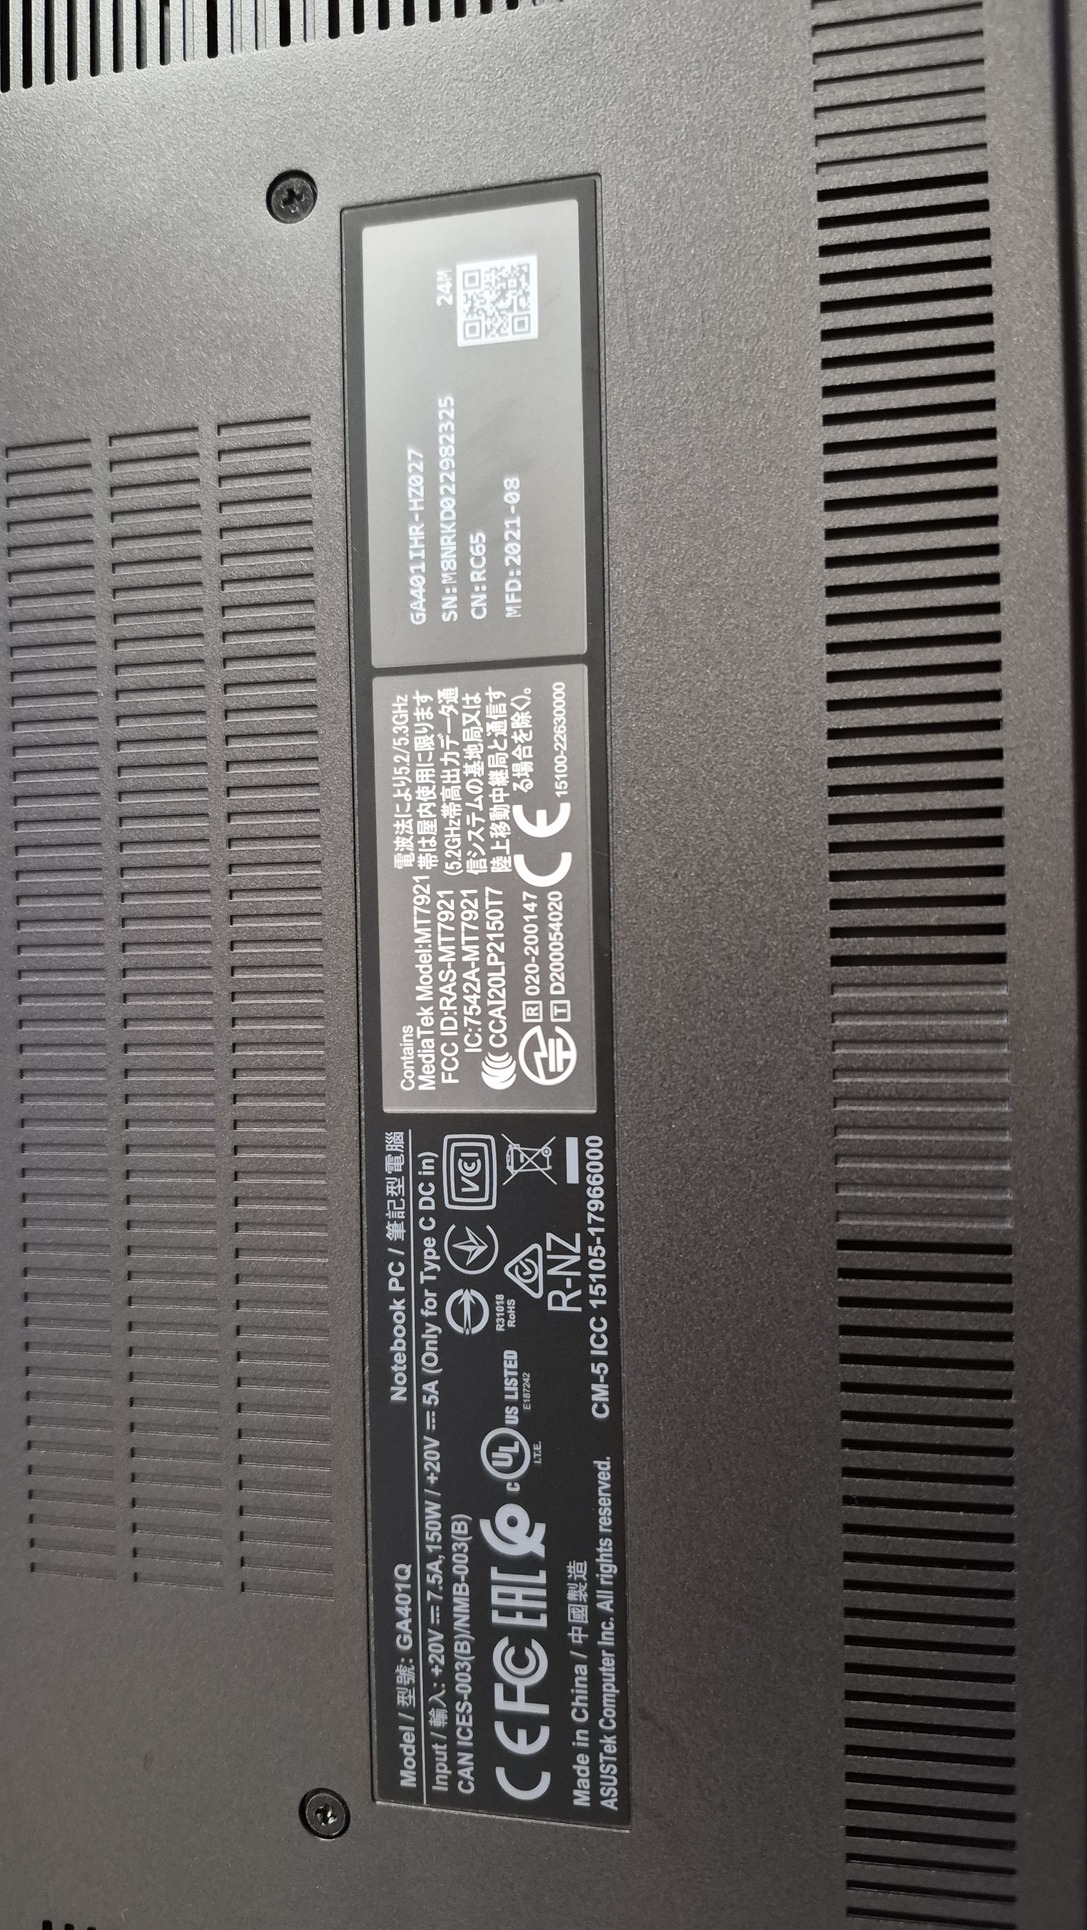 Model / 型號: GA401Q
Notebook PC / 筆記型電腦
Input / 輸入: +20V ⎓ 7.5A,150W / +20V ⎓ 5A (Only for Type C DC in)
CAN ICES-003(B)/NMB-003(B)
CE FC EAC
c UL US LISTED
I.T.E.
E187242
R31018
RoHS
VCI
R-NZ
Made in China / 中國製造
ASUSTek Computer Inc. All rights reserved.
CM-5 ICC 15105-17966000
Contains
MediaTek Model:MT7921
FCC ID:RAS-MT7921
IC:7542A-MT7921
CCAI20LP2150T7
R 020-200147
T D200054020
CE
電波法により5.2/5.3GHz
帯は屋内使用に限ります
(5.2GHz帯高出力データ通
信システムの基地局又は
陸上移動中継局と通信す
る場合を除く)。
15100-22630000
GA401IHR-HZ027
SN:M8NRKD022982325
CN:RC65
MFD:2021-08
24M